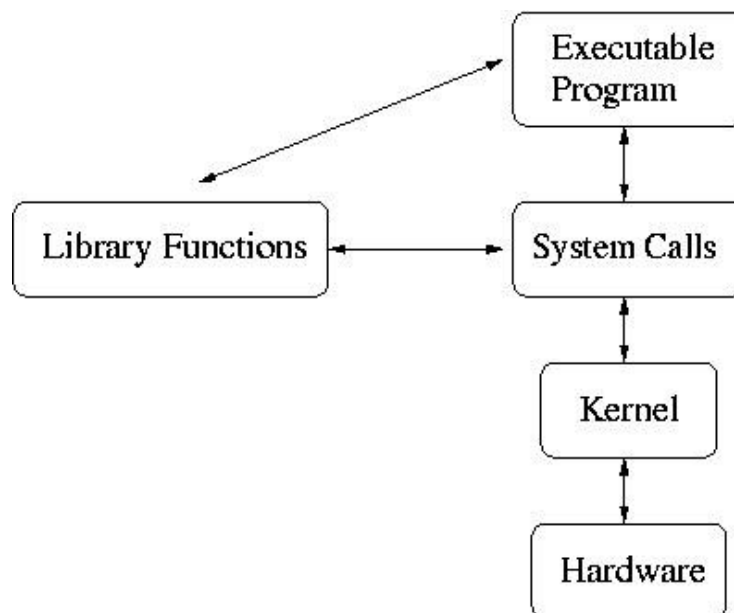 Executable
Program
Library Functions
System Calls
Kernel
Hardware